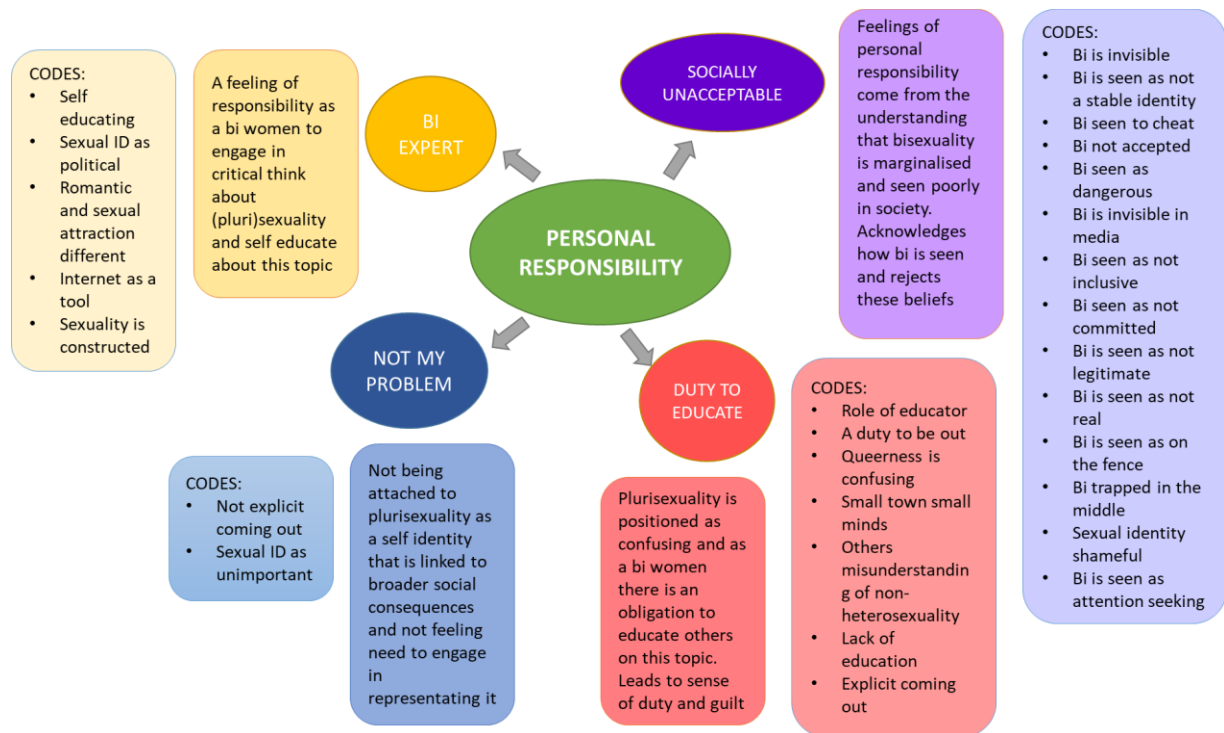 CODES:
• Self
educating
• Sexual ID as
political
• Romantic
and sexual
attraction
different
• Internet as a
tool
• Sexuality is
constructed
A feeling of
responsibility as
a bi women to
engage in
critical think
about
(pluri)sexuality
and self educate
about this topic
BI
EXPERT
SOCIALLY
UNACCEPTABLE
Feelings of
personal
responsibility
come from the
understanding
that bisexuality
is marginalised
and seen poorly
in society.
Acknowledges
how bi is seen
and rejects
these beliefs
CODES:
• Bi is invisible
• Bi is seen as not
a stable identity
• Bi seen to cheat
• Bi not accepted
• Bi seen as
dangerous
• Bi is invisible in
media
• Bi seen as not
inclusive
• Bi seen as not
committed
• Bi is seen as not
legitimate
• Bi is seen as not
real
• Bi is seen as on
the fence
• Bi trapped in the
middle
• Sexual identity
shameful
• Bi is seen as
attention seeking
PERSONAL
RESPONSIBILITY
NOT MY
PROBLEM
DUTY TO
EDUCATE
CODES:
• Not explicit
coming out
• Sexual ID as
unimportant
Not being
attached to
plurisexuality as
a self identity
that is linked to
broader social
consequences
and not feeling
need to engage
in
representating it
Plurisexuality is
positioned as
confusing and as
a bi women
there is an
obligation to
educate others
on this topic.
Leads to sense
of duty and guilt
CODES:
• Role of educator
• A duty to be out
• Queerness is
confusing
• Small town small
minds
• Others
misunderstandin
g of non-
heterosexuality
• Lack of
education
• Explicit coming
out